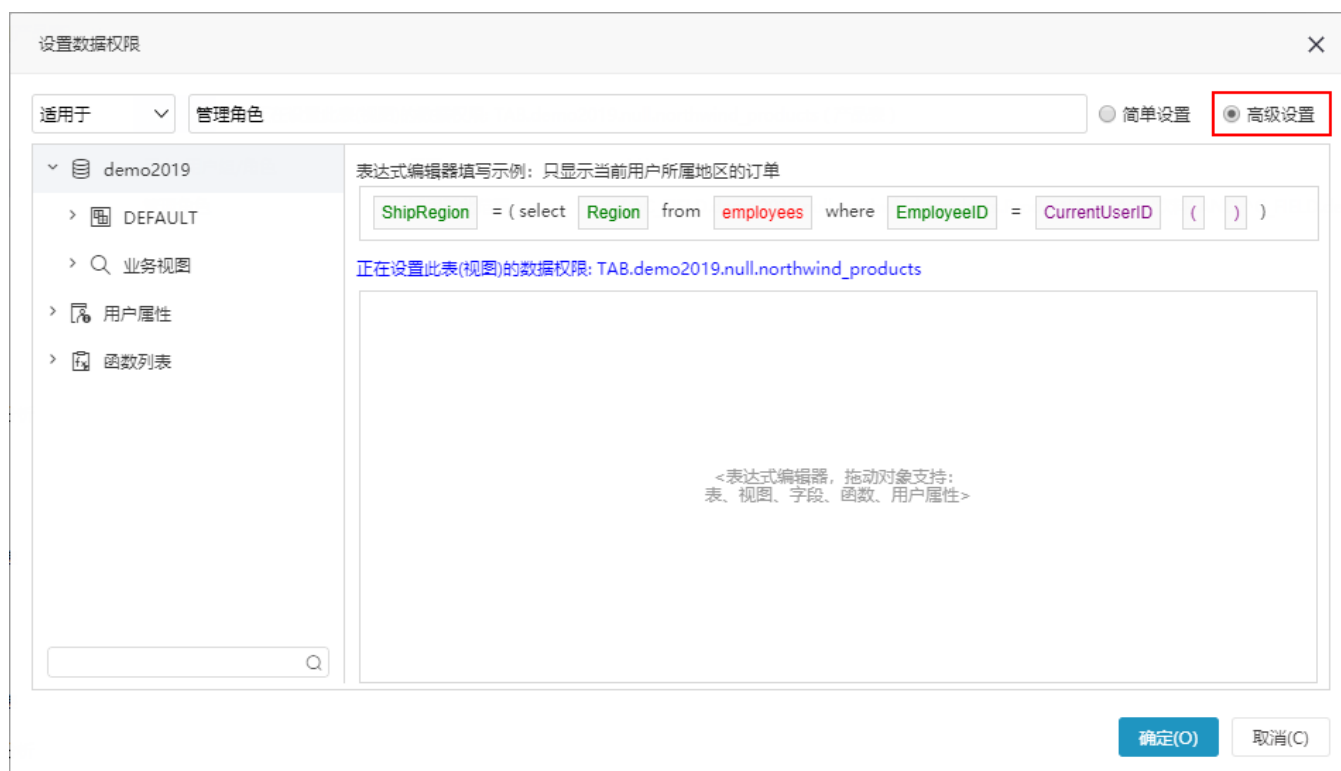 设置数据权限
适用于 管理角色 简单设置 高级设置
demo2019
DEFAULT
业务视图
用户属性
函数列表
表达式编辑器填写示例：只显示当前用户所属地区的订单
ShipRegion = ( select Region from employees where EmployeeID = CurrentUserID ( ) )
正在设置此表(视图)的数据权限: TAB.demo2019.null.northwind_products
<表达式编辑器，拖动对象支持：
表、视图、字段、函数、用户属性>
确定(O) 取消(C)